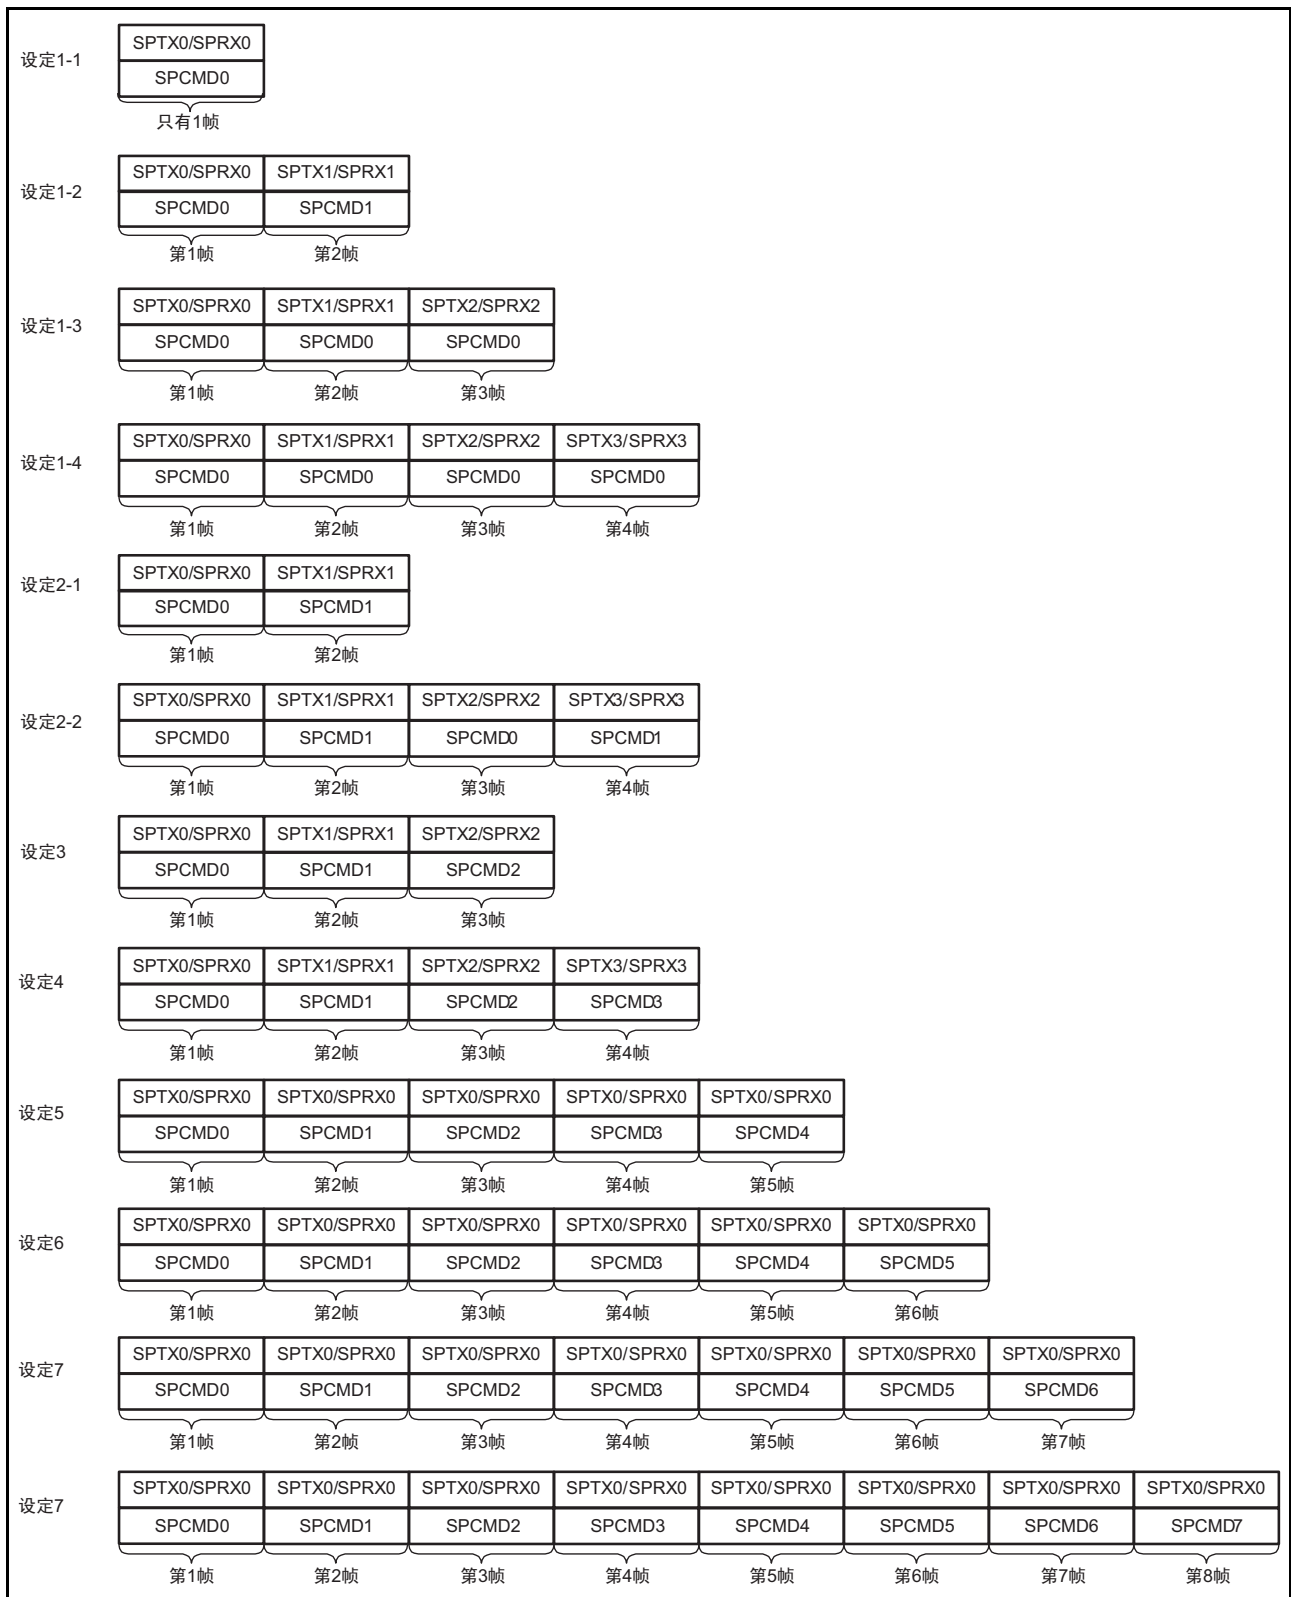 设定1-1
SPTX0/SPRX0
SPCMD0
只有1帧
设定1-2
SPTX0/SPRX0 SPTX1/SPRX1
SPCMD0 SPCMD1
第1帧 第2帧
设定1-3
SPTX0/SPRX0 SPTX1/SPRX1 SPTX2/SPRX2
SPCMD0 SPCMD0 SPCMD0
第1帧 第2帧 第3帧
设定1-4
SPTX0/SPRX0 SPTX1/SPRX1 SPTX2/SPRX2 SPTX3/SPRX3
SPCMD0 SPCMD0 SPCMD0 SPCMD0
第1帧 第2帧 第3帧 第4帧
设定2-1
SPTX0/SPRX0 SPTX1/SPRX1
SPCMD0 SPCMD1
第1帧 第2帧
设定2-2
SPTX0/SPRX0 SPTX1/SPRX1 SPTX2/SPRX2 SPTX3/SPRX3
SPCMD0 SPCMD1 SPCMD0 SPCMD1
第1帧 第2帧 第3帧 第4帧
设定3
SPTX0/SPRX0 SPTX1/SPRX1 SPTX2/SPRX2
SPCMD0 SPCMD1 SPCMD2
第1帧 第2帧 第3帧
设定4
SPTX0/SPRX0 SPTX1/SPRX1 SPTX2/SPRX2 SPTX3/SPRX3
SPCMD0 SPCMD1 SPCMD2 SPCMD3
第1帧 第2帧 第3帧 第4帧
设定5
SPTX0/SPRX0 SPTX0/SPRX0 SPTX0/SPRX0 SPTX0/SPRX0 SPTX0/SPRX0
SPCMD0 SPCMD1 SPCMD2 SPCMD3 SPCMD4
第1帧 第2帧 第3帧 第4帧 第5帧
设定6
SPTX0/SPRX0 SPTX0/SPRX0 SPTX0/SPRX0 SPTX0/SPRX0 SPTX0/SPRX0 SPTX0/SPRX0
SPCMD0 SPCMD1 SPCMD2 SPCMD3 SPCMD4 SPCMD5
第1帧 第2帧 第3帧 第4帧 第5帧 第6帧
设定7
SPTX0/SPRX0 SPTX0/SPRX0 SPTX0/SPRX0 SPTX0/SPRX0 SPTX0/SPRX0 SPTX0/SPRX0 SPTX0/SPRX0
SPCMD0 SPCMD1 SPCMD2 SPCMD3 SPCMD4 SPCMD5 SPCMD6
第1帧 第2帧 第3帧 第4帧 第5帧 第6帧 第7帧
设定7
SPTX0/SPRX0 SPTX0/SPRX0 SPTX0/SPRX0 SPTX0/SPRX0 SPTX0/SPRX0 SPTX0/SPRX0 SPTX0/SPRX0 SPTX0/SPRX0
SPCMD0 SPCMD1 SPCMD2 SPCMD3 SPCMD4 SPCMD5 SPCMD6 SPCMD7
第1帧 第2帧 第3帧 第4帧 第5帧 第6帧 第7帧 第8帧